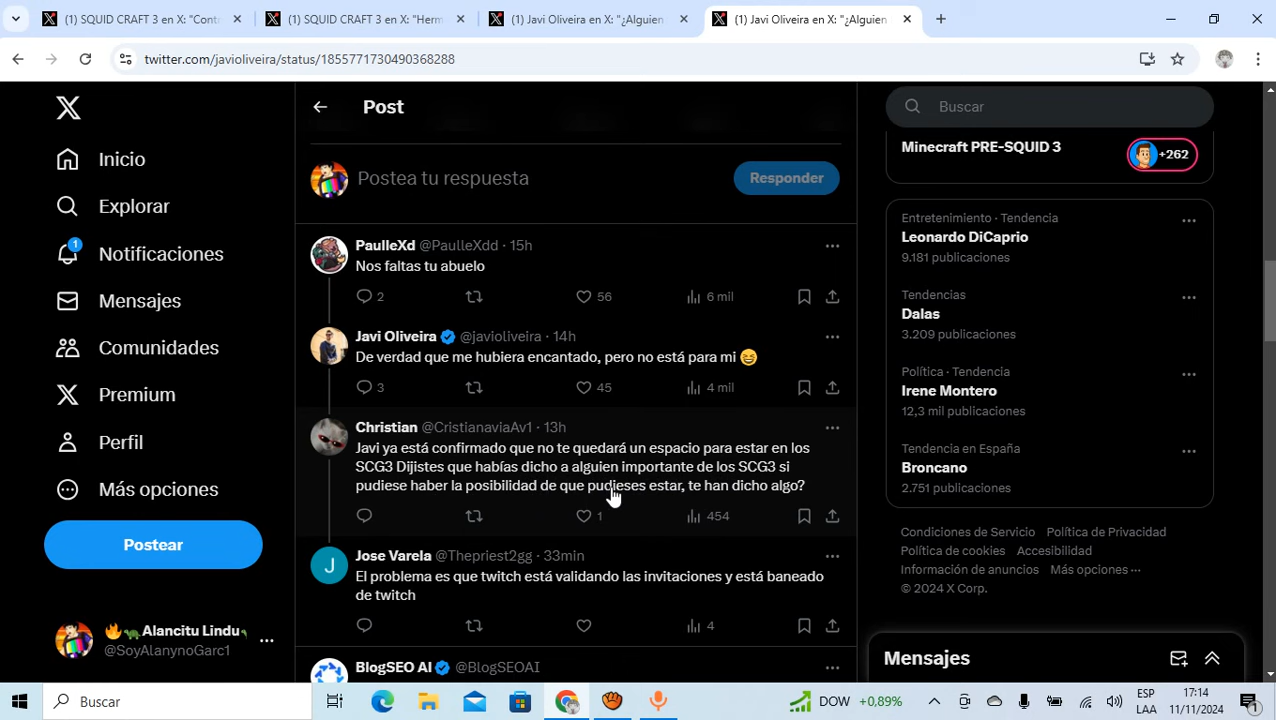 (1) SQUID CRAFT 3 en X: "Conti
(1) SQUID CRAFT 3 en X: "Herm
(1) Javi Oliveira en X: "¿Alguien
(1) Javi Oliveira en X: "¿Alguien
twitter.com/javioliveira/status/1855771730490368288
Inicio
Explorar
1
Notificaciones
Mensajes
Comunidades
Premium
Perfil
Más opciones
Postear
Alancitu Lindu
@SoyAlanynoGarc1
Post
Postea tu respuesta
Responder
PaulleXd @PaulleXdd · 15h
Nos faltas tu abuelo
2
56
6 mil
Javi Oliveira @javioliveira · 14h
De verdad que me hubiera encantado, pero no está para mi 😆
3
45
4 mil
Christian @CristianaviaAv1 · 13h
Javi ya está confirmado que no te quedará un espacio para estar en los
SCG3 Dijistes que habías dicho a alguien importante de los SCG3 si
pudiese haber la posibilidad de que pudieses estar, te han dicho algo?
1
454
J
Jose Varela @Thepriest2gg · 33min
El problema es que twitch está validando las invitaciones y está baneado
de twitch
4
BlogSEO AI @BlogSEOAI
Buscar
Minecraft PRE-SQUID 3
+262
Entretenimiento · Tendencia
Leonardo DiCaprio
9.181 publicaciones
Tendencias
Dalas
3.209 publicaciones
Política · Tendencia
Irene Montero
12,3 mil publicaciones
Tendencia en España
Broncano
2.751 publicaciones
Condiciones de Servicio Política de Privacidad
Política de cookies Accesibilidad
Información de anuncios Más opciones ···
© 2024 X Corp.
Mensajes
Buscar
DOW +0,89%
ESP
LAA
17:14
11/11/2024
1